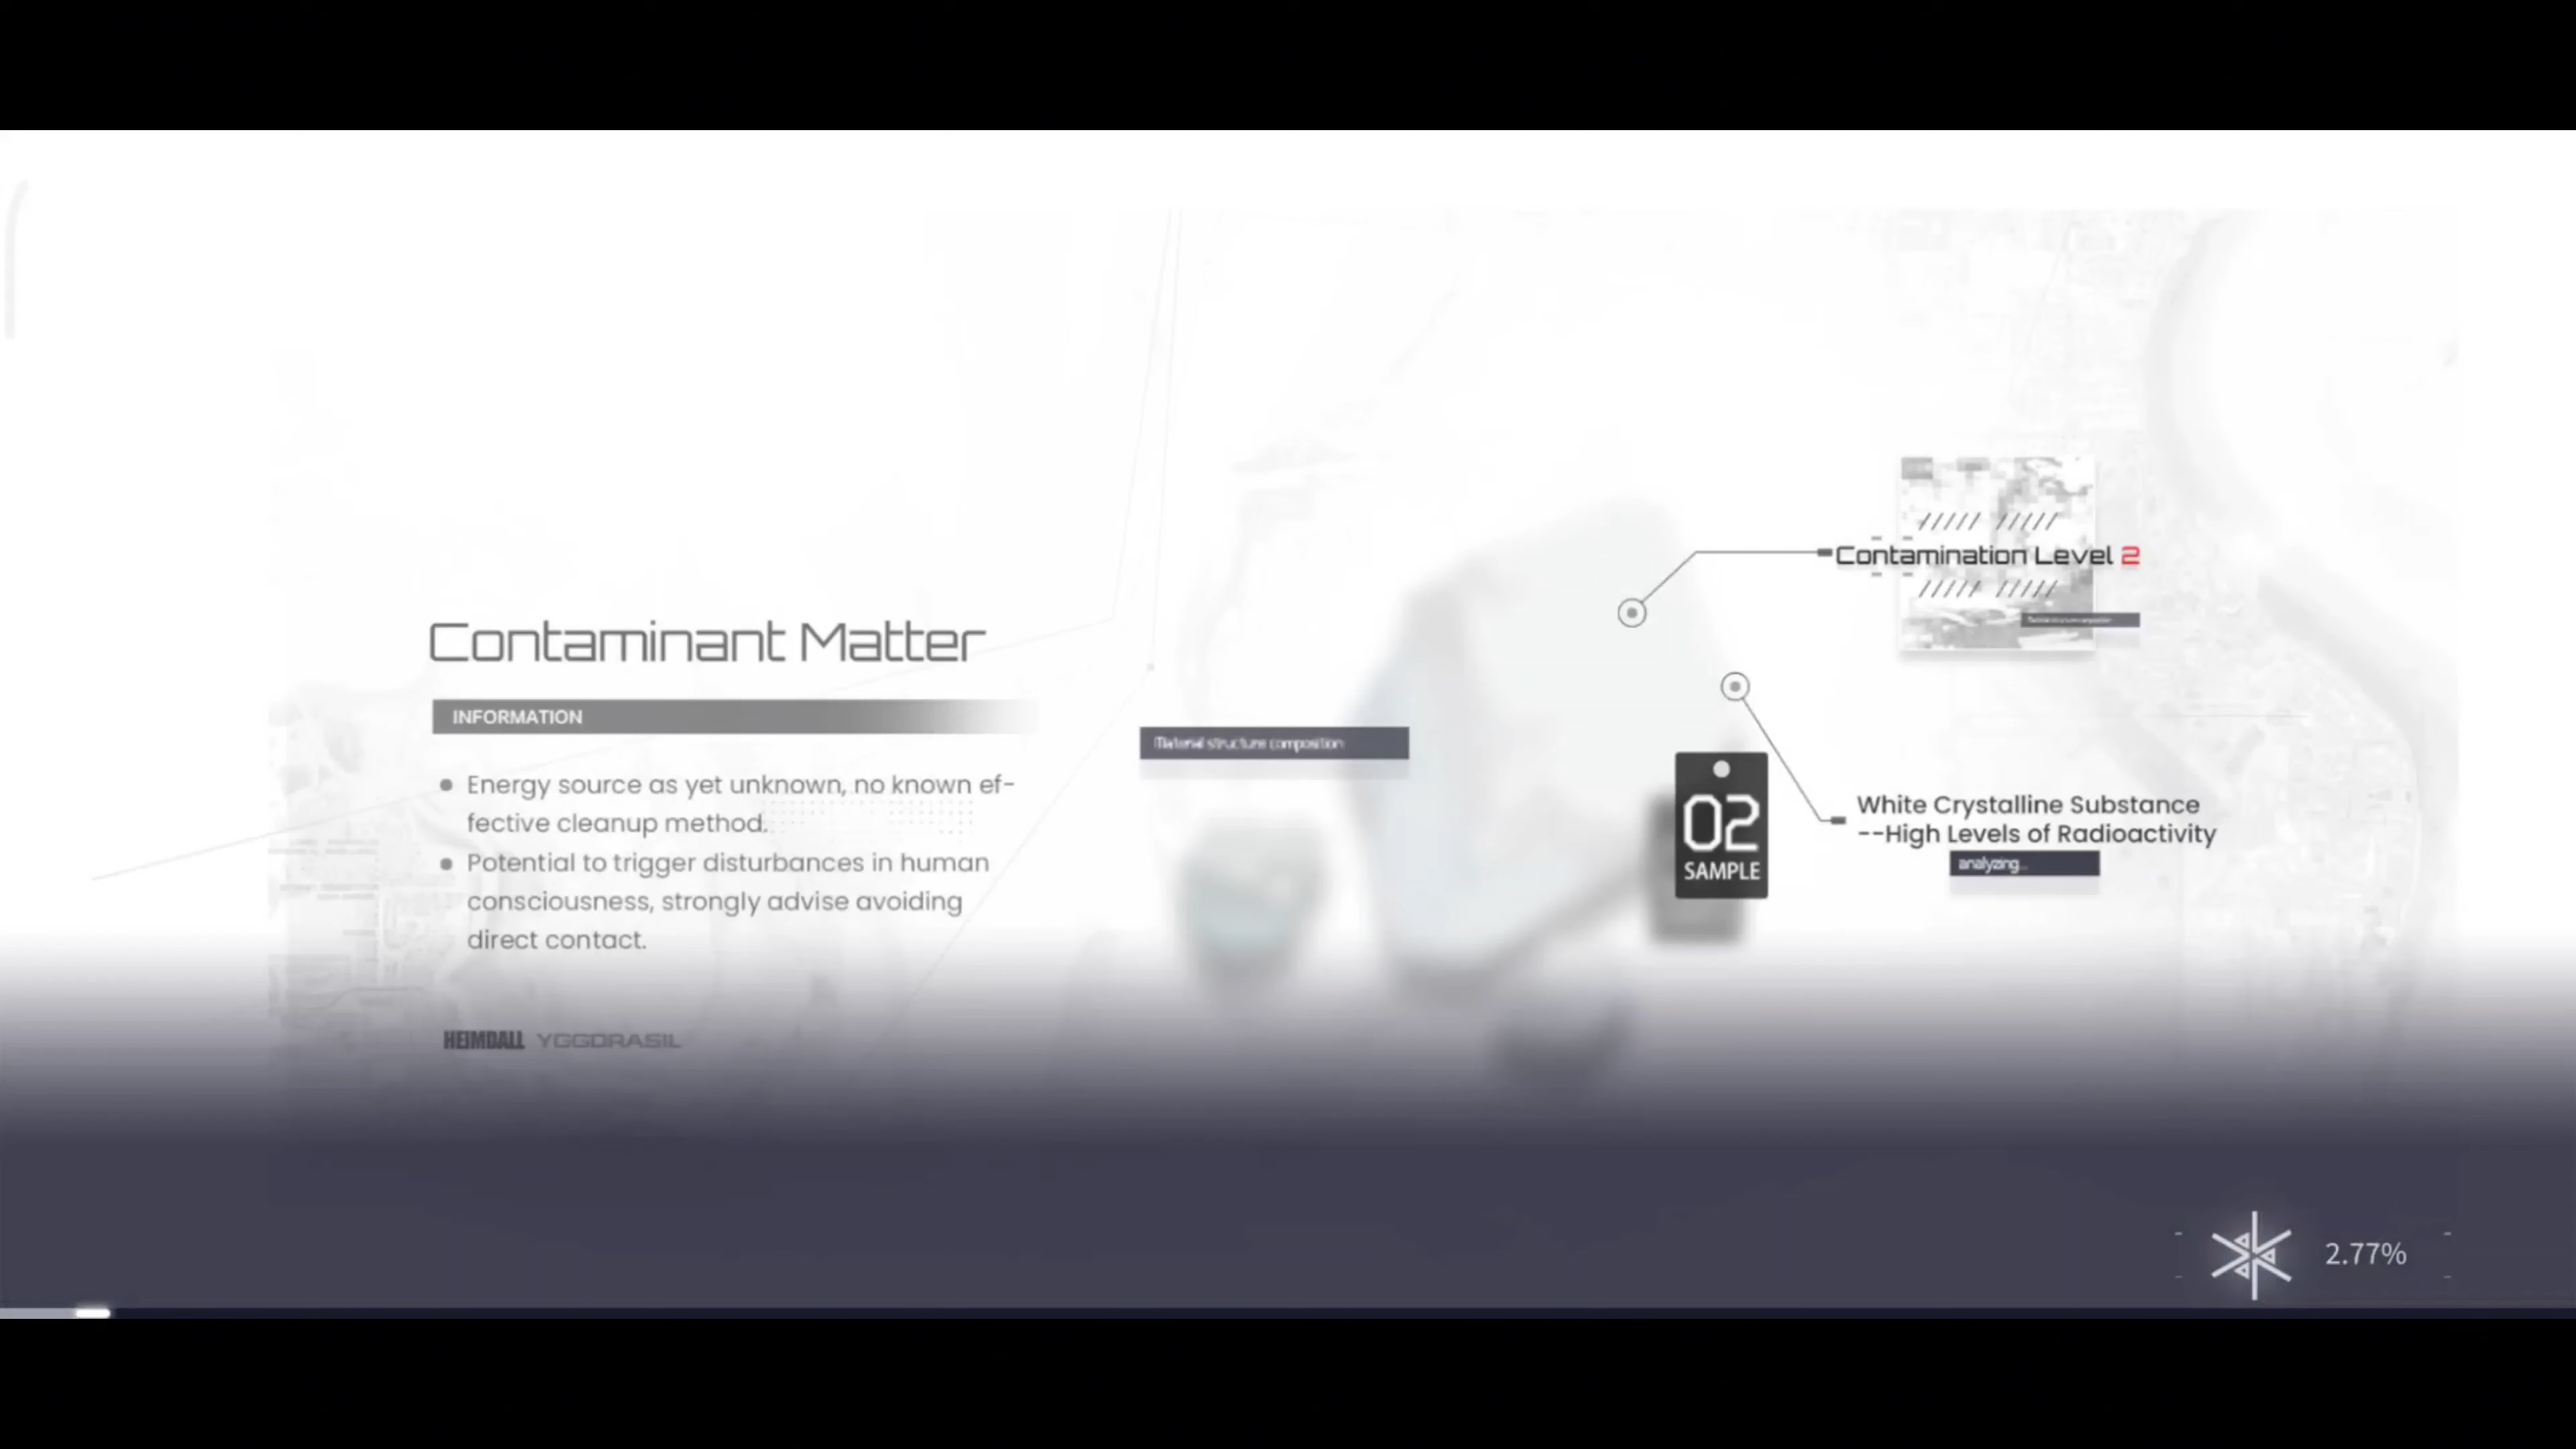 Contaminant Matter
INFORMATION
Energy source as yet unknown, no known ef-
fective cleanup method.
Potential to trigger disturbances in human
consciousness, strongly advise avoiding
direct contact.
HEIMDALL YGGDRASIL
Material structure composition
Contamination Level 2
02
SAMPLE
White Crystalline Substance
--High Levels of Radioactivity
analyzing...
2.77%